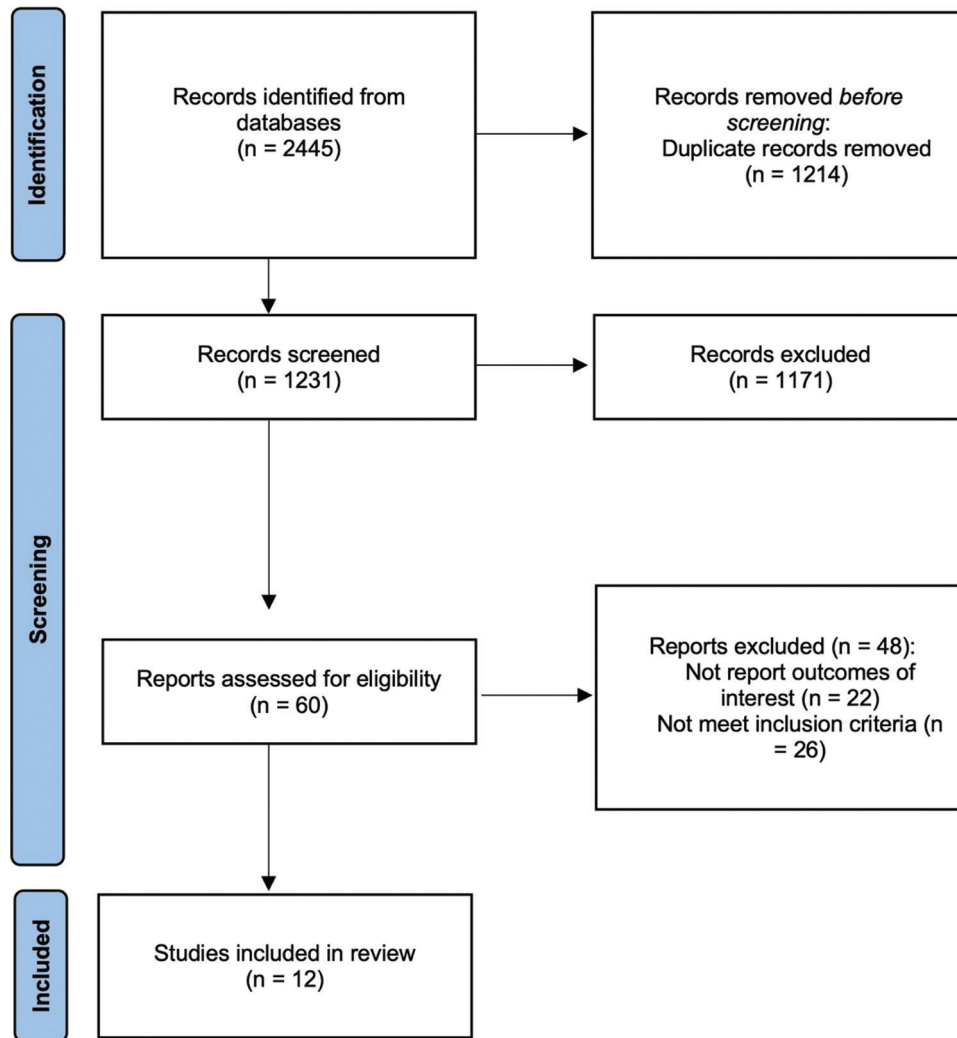 Identification
Records identified from
databases
(n = 2445)
Records removed before
screening:
Duplicate records removed
(n = 1214)
Screening
Records screened
(n = 1231)
Records excluded
(n = 1171)
Reports assessed for eligibility
(n = 60)
Reports excluded (n = 48):
Not report outcomes of
interest (n = 22)
Not meet inclusion criteria (n
= 26)
Included
Studies included in review
(n = 12)